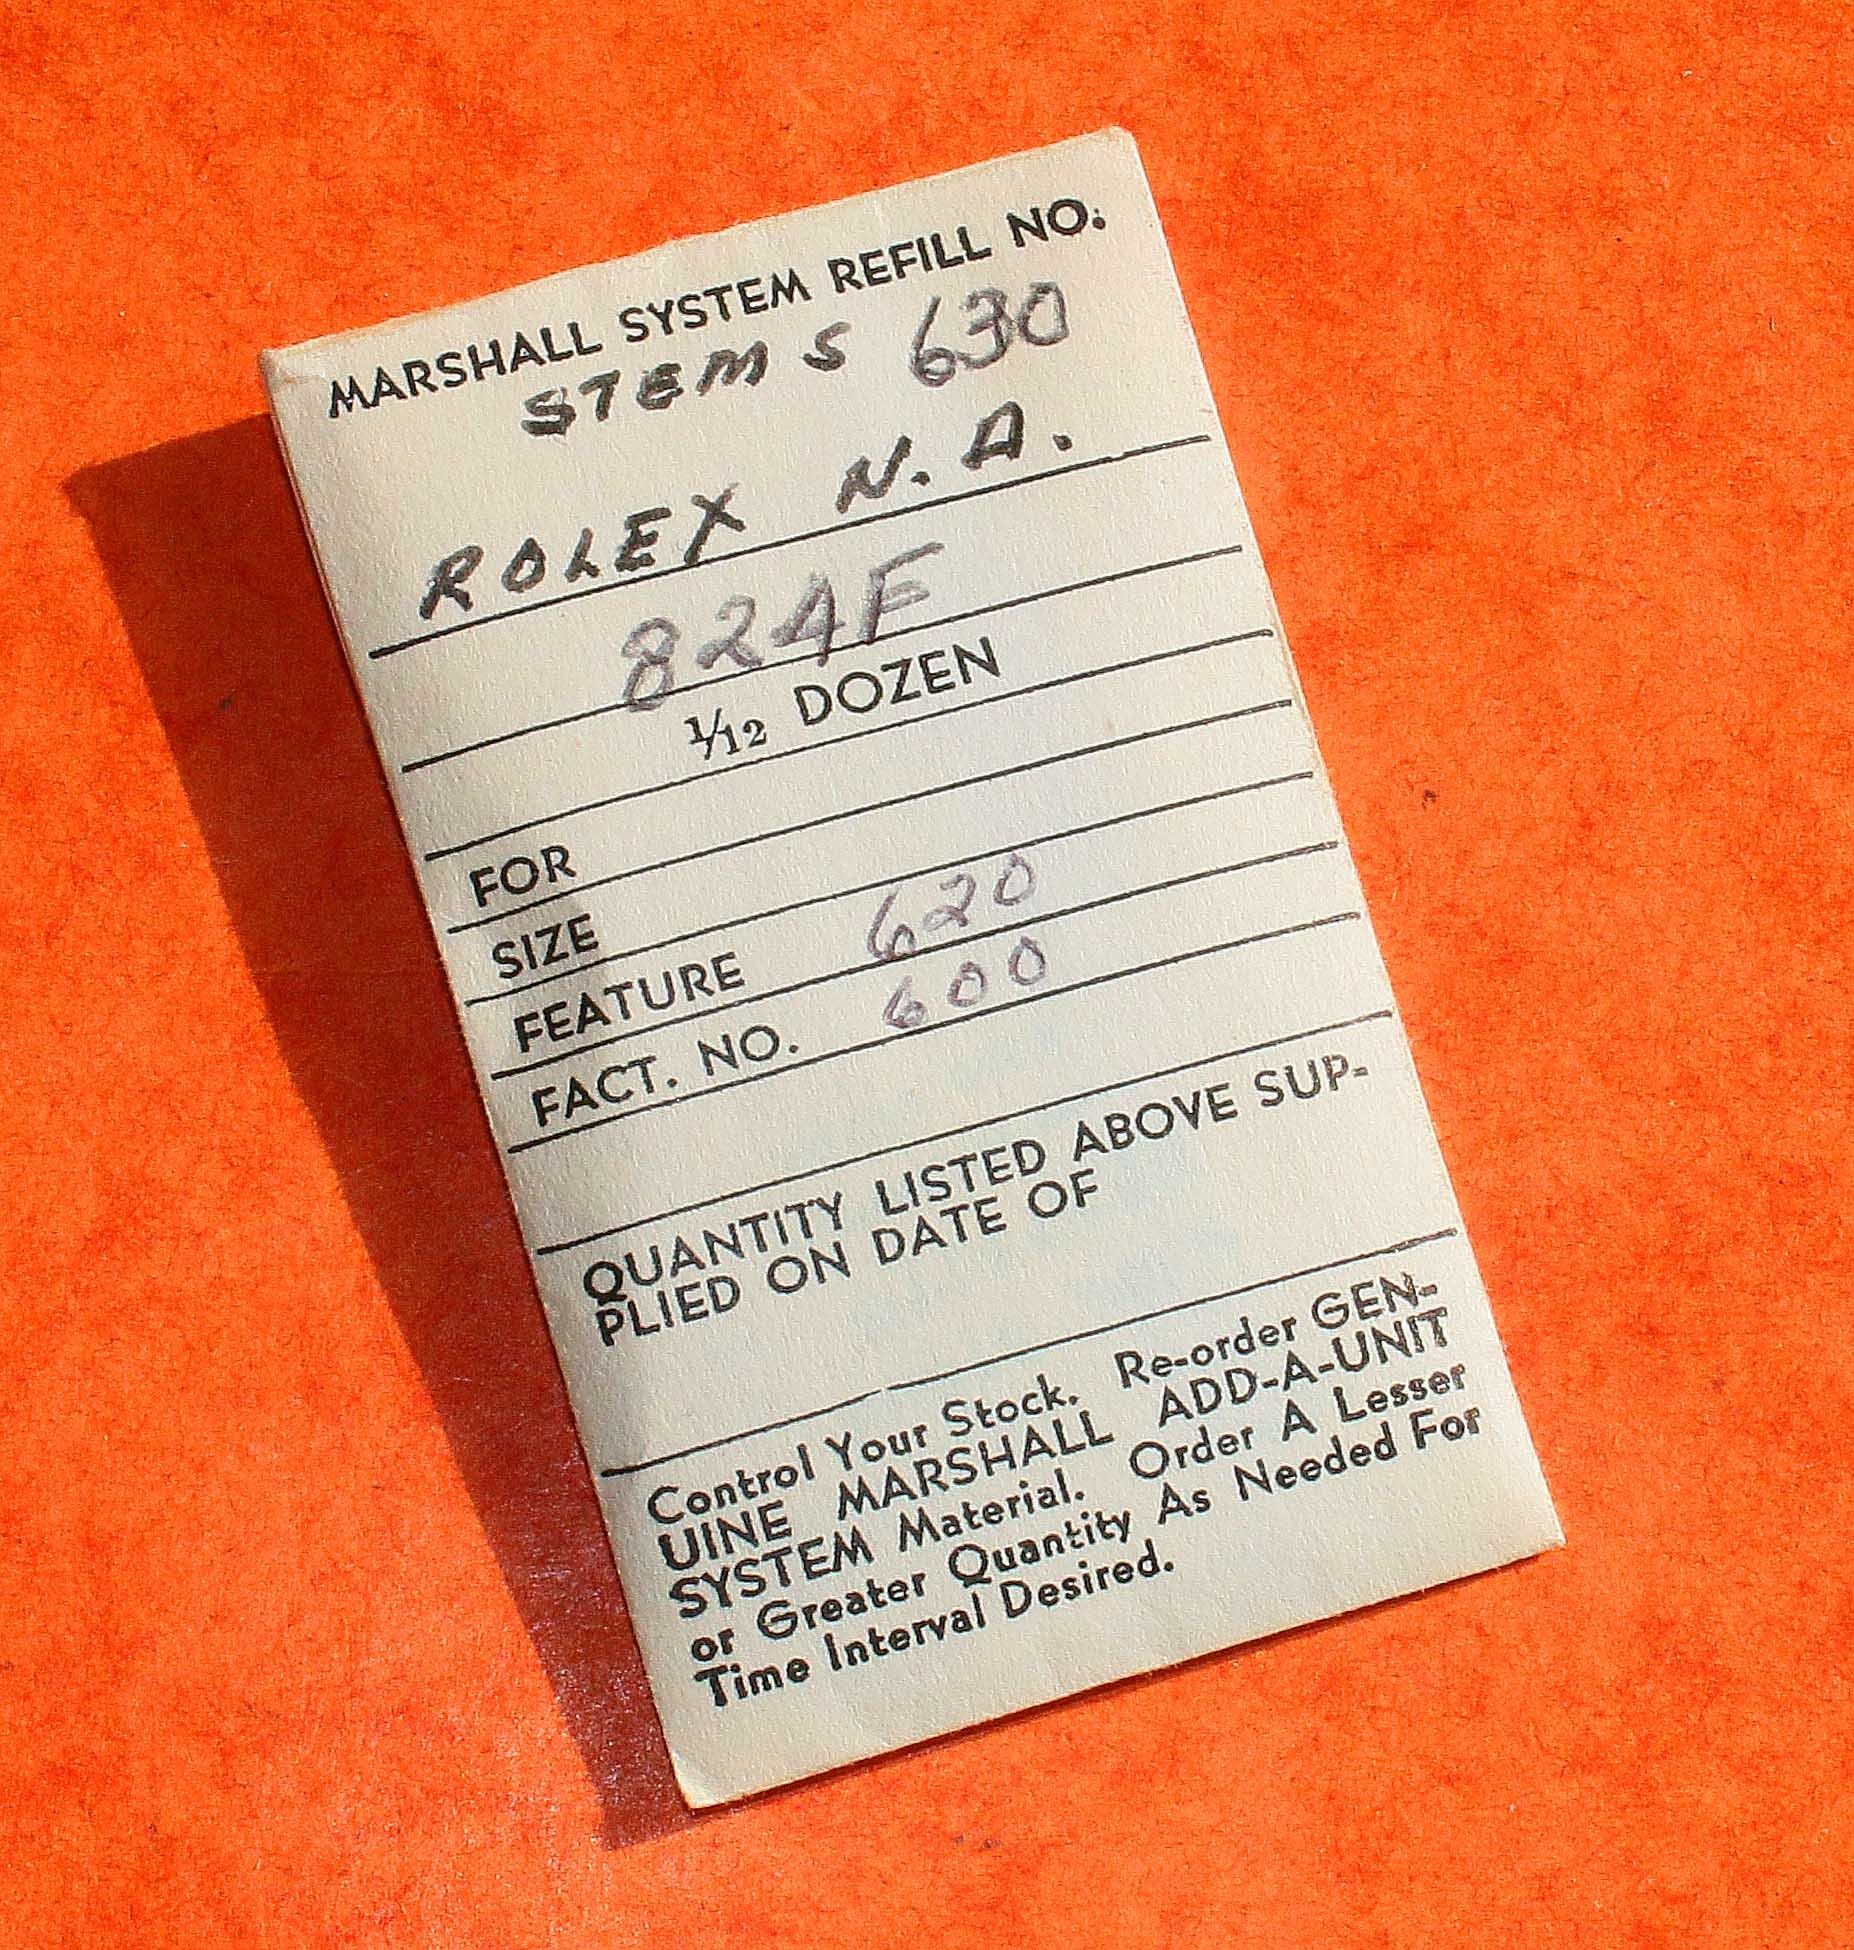 MARSHALL SYSTEM REFILL NO.
STEMS 630
ROLEX N.A.
824F
1/12 DOZEN
FOR
SIZE
FEATURE 620
FACT. NO. 600
QUANTITY LISTED ABOVE SUP-
PLIED ON DATE OF
Control Your Stock. Re-order GEN-
UINE MARSHALL ADD-A-UNIT
SYSTEM Material. Order A Lesser
or Greater Quantity As Needed For
Time Interval Desired.